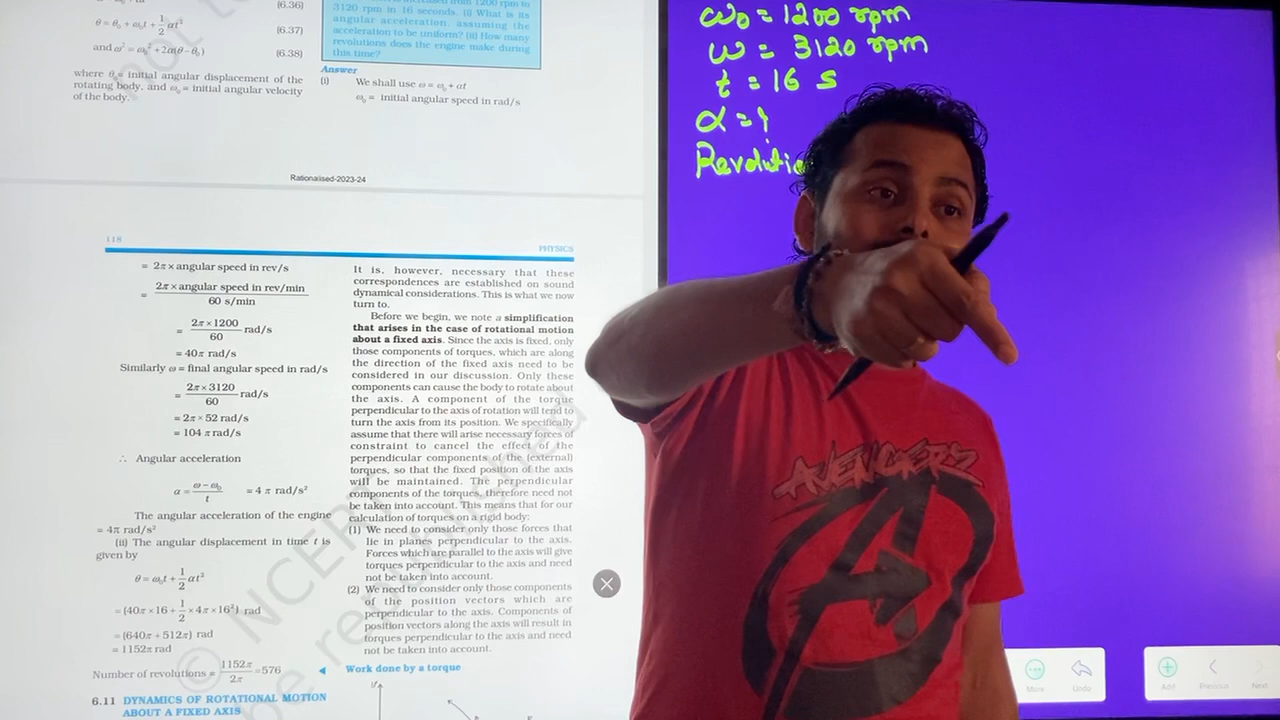 (6.36)
θ = θ₀ + ω₀t + 1/2 αt²
(6.37)
and ω² = ω₀² + 2α(θ – θ₀)
(6.38)
where θ₀= initial angular displacement of the
rotating body, and ω₀ = initial angular velocity
of the body.
1200 rpm to
3120 rpm in 16 seconds. (i) What is its
angular acceleration, assuming the
acceleration to be uniform? (ii) How many
revolutions does the engine make during
this time?
Answer
(i) We shall use ω = ω₀ + αt
ω₀ = initial angular speed in rad/s
Rationalised-2023-24
118
PHYSICS
= 2π × angular speed in rev/s
= 2π × angular speed in rev/min / 60 s/min
= 2π × 1200 / 60 rad/s
= 40π rad/s
Similarly ω = final angular speed in rad/s
= 2π × 3120 / 60 rad/s
= 2π × 52 rad/s
= 104 π rad/s
∴ Angular acceleration
α = ω – ω₀ / t = 4 π rad/s²
The angular acceleration of the engine
= 4π rad/s²
(ii) The angular displacement in time t is
given by
θ = ω₀t + 1/2 αt²
= (40π × 16 + 1/2 × 4π × 16²) rad
= (640π + 512π) rad
= 1152π rad
Number of revolutions = 1152π / 2π = 576
6.11 DYNAMICS OF ROTATIONAL MOTION
ABOUT A FIXED AXIS
It is, however, necessary that these
correspondences are established on sound
dynamical considerations. This is what we now
turn to.
Before we begin, we note a simplification
that arises in the case of rotational motion
about a fixed axis. Since the axis is fixed, only
those components of torques, which are along
the direction of the fixed axis need to be
considered in our discussion. Only these
components can cause the body to rotate about
the axis. A component of the torque
perpendicular to the axis of rotation will tend to
turn the axis from its position. We specifically
assume that there will arise necessary forces of
constraint to cancel the effect of the
perpendicular components of the (external)
torques, so that the fixed position of the axis
will be maintained. The perpendicular
components of the torques, therefore need not
be taken into account. This means that for our
calculation of torques on a rigid body:
(1) We need to consider only those forces that
lie in planes perpendicular to the axis.
Forces which are parallel to the axis will give
torques perpendicular to the axis and need
not be taken into account.
(2) We need to consider only those components
of the position vectors which are
perpendicular to the axis. Components of
position vectors along the axis will result in
torques perpendicular to the axis and need
not be taken into account.
Work done by a torque
© NCERT
be republished
ω₀ = 1200 rpm
ω = 3120 rpm
t = 16 s
α = ?
AVENGERS
More
Undo
Add
Previous
Next